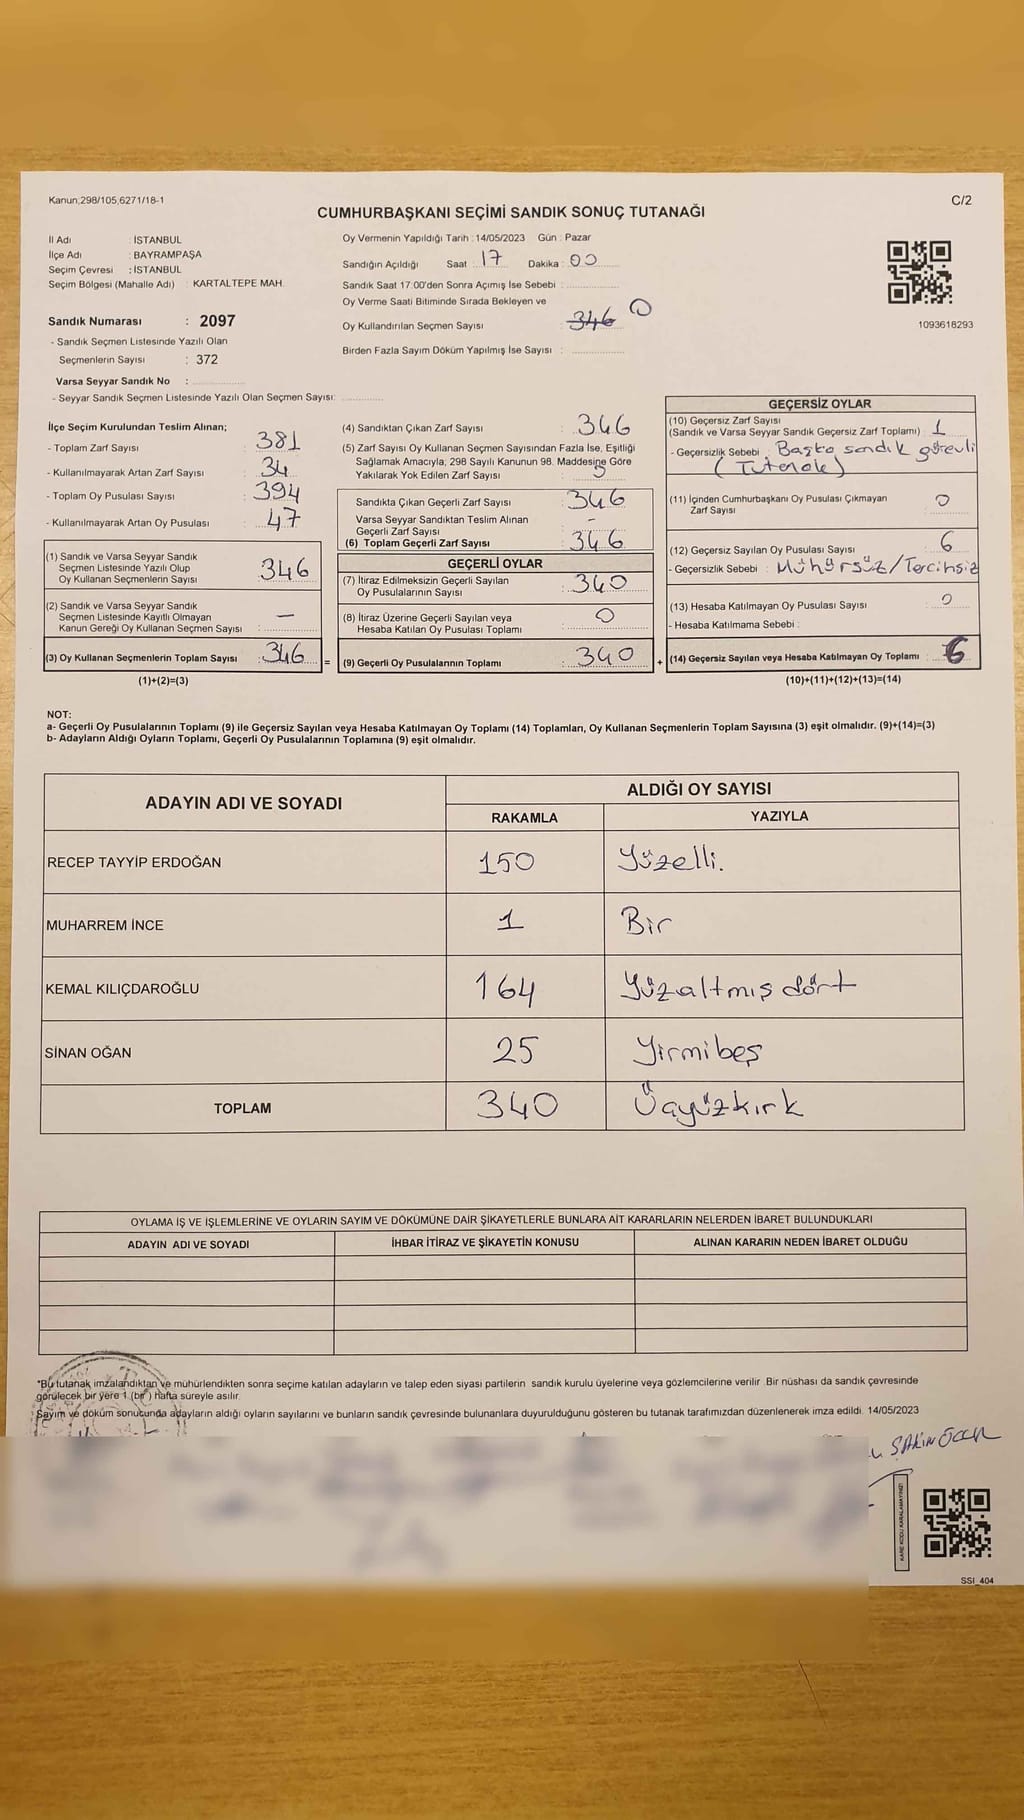 Kanun;298/105,6271/18-1
C/2
CUMHURBAŞKANI SEÇİMİ SANDIK SONUÇ TUTANAĞI
İl Adı : İSTANBUL
İlçe Adı : BAYRAMPAŞA
Seçim Çevresi : İSTANBUL
Seçim Bölgesi (Mahalle Adı) : KARTALTEPE MAH.
Sandık Numarası : 2097
- Sandık Seçmen Listesinde Yazılı Olan
Seçmenlerin Sayısı : 372
Varsa Seyyar Sandık No :
- Seyyar Sandık Seçmen Listesinde Yazılı Olan Seçmen Sayısı:
Oy Vermenin Yapıldığı Tarih : 14/05/2023 Gün : Pazar
Sandığın Açıldığı Saat : 17 Dakika : 00
Sandık Saat 17:00'den Sonra Açımış İse Sebebi :
Oy Verme Saati Bitiminde Sırada Bekleyen ve
Oy Kullandırılan Seçmen Sayısı : 346 0
Birden Fazla Sayım Döküm Yapılmış İse Sayısı :
1093618293
İlçe Seçim Kurulundan Teslim Alınan;
- Toplam Zarf Sayısı : 381
- Kullanılmayarak Artan Zarf Sayısı : 34
- Toplam Oy Pusulası Sayısı : 394
- Kullanılmayarak Artan Oy Pusulası : 47
(1) Sandık ve Varsa Seyyar Sandık
Seçmen Listesinde Yazılı Olup
Oy Kullanan Seçmenlerin Sayısı : 346
(2) Sandık ve Varsa Seyyar Sandık
Seçmen Listesinde Kayıtlı Olmayan
Kanun Gereği Oy Kullanan Seçmen Sayısı : –
(3) Oy Kullanan Seçmenlerin Toplam Sayısı : 346 =
(1)+(2)=(3)
(4) Sandıktan Çıkan Zarf Sayısı : 346
(5) Zarf Sayısı Oy Kullanan Seçmen Sayısından Fazla İse, Eşitliği
Sağlamak Amacıyla; 298 Sayılı Kanunun 98. Maddesine Göre
Yakılarak Yok Edilen Zarf Sayısı :
Sandıkta Çıkan Geçerli Zarf Sayısı : 346
Varsa Seyyar Sandıktan Teslim Alınan
Geçerli Zarf Sayısı : -
(6) Toplam Geçerli Zarf Sayısı : 346
GEÇERLİ OYLAR
(7) İtiraz Edilmeksizin Geçerli Sayılan
Oy Pusulalarının Sayısı : 340
(8) İtiraz Üzerine Geçerli Sayılan veya
Hesaba Katılan Oy Pusulası Toplamı : 0
(9) Geçerli Oy Pusulalarının Toplamı : 340 +
GEÇERSİZ OYLAR
(10) Geçersiz Zarf Sayısı
(Sandık ve Varsa Seyyar Sandık Geçersiz Zarf Toplamı) : 1
- Geçersizlik Sebebi : Başka sandık görevli
(Tutanak)
(11) İçinden Cumhurbaşkanı Oy Pusulası Çıkmayan
Zarf Sayısı : 0
(12) Geçersiz Sayılan Oy Pusulası Sayısı : 6
- Geçersizlik Sebebi : Mühürsüz/Tercihsiz
(13) Hesaba Katılmayan Oy Pusulası Sayısı : 0
- Hesaba Katılmama Sebebi :
(14) Geçersiz Sayılan veya Hesaba Katılmayan Oy Toplamı : 6
(10)+(11)+(12)+(13)=(14)
NOT:
a- Geçerli Oy Pusulalarının Toplamı (9) ile Geçersiz Sayılan veya Hesaba Katılmayan Oy Toplamı (14) Toplamları, Oy Kullanan Seçmenlerin Toplam Sayısına (3) eşit olmalıdır. (9)+(14)=(3)
b- Adayların Aldığı Oyların Toplamı, Geçerli Oy Pusulalarının Toplamına (9) eşit olmalıdır.
ADAYIN ADI VE SOYADI ALDIĞI OY SAYISI
RAKAMLA YAZIYLA
RECEP TAYYİP ERDOĞAN 150 Yüzelli.
MUHARREM İNCE 1 Bir
KEMAL KILIÇDAROĞLU 164 Yüzaltmış dört
SİNAN OĞAN 25 Yirmibeş
TOPLAM 340 Üçyüzkırk
OYLAMA İŞ VE İŞLEMLERİNE VE OYLARIN SAYIM VE DÖKÜMÜNE DAİR ŞİKAYETLERLE BUNLARA AİT KARARLARIN NELERDEN İBARET BULUNDUKLARI
ADAYIN ADI VE SOYADI İHBAR İTİRAZ VE ŞİKAYETİN KONUSU ALINAN KARARIN NEDEN İBARET OLDUĞU
*Bu tutanak imzalandıktan ve mühürlendikten sonra seçime katılan adayların ve talep eden siyasi partilerin sandık kurulu üyelerine veya gözlemcilerine verilir. Bir nüshası da sandık çevresinde
görülecek bir yere 1 (bir) hafta süreyle asılır.
Sayım ve döküm sonucunda adayların aldığı oyların sayılarını ve bunların sandık çevresinde bulunanlara duyurulduğunu gösteren bu tutanak tarafımızdan düzenlenerek imza edildi. 14/05/2023
KARE KODU KARALAMAYINIZ!
SSI_404